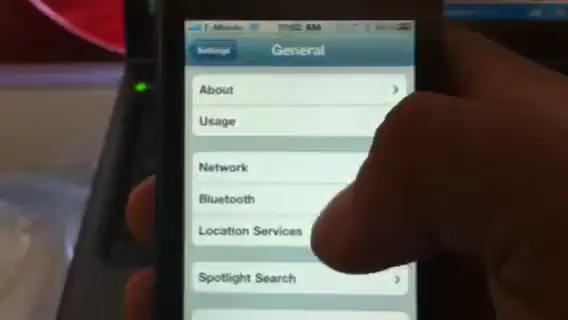 Settings
General
About
Usage
Network
Bluetooth
Location Services
Spotlight Search